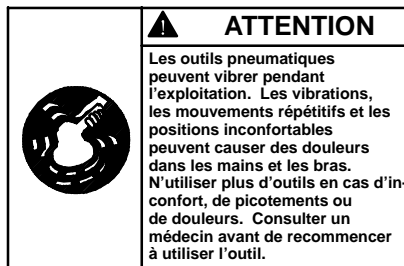 ATTENTION
Les outils pneumatiques
peuvent vibrer pendant
l'exploitation. Les vibrations,
les mouvements répétitifs et les
positions inconfortables
peuvent causer des douleurs
dans les mains et les bras.
N'utiliser plus d'outils en cas d'in-
confort, de picotements ou
de douleurs. Consulter un
médecin avant de recommencer
à utiliser l'outil.